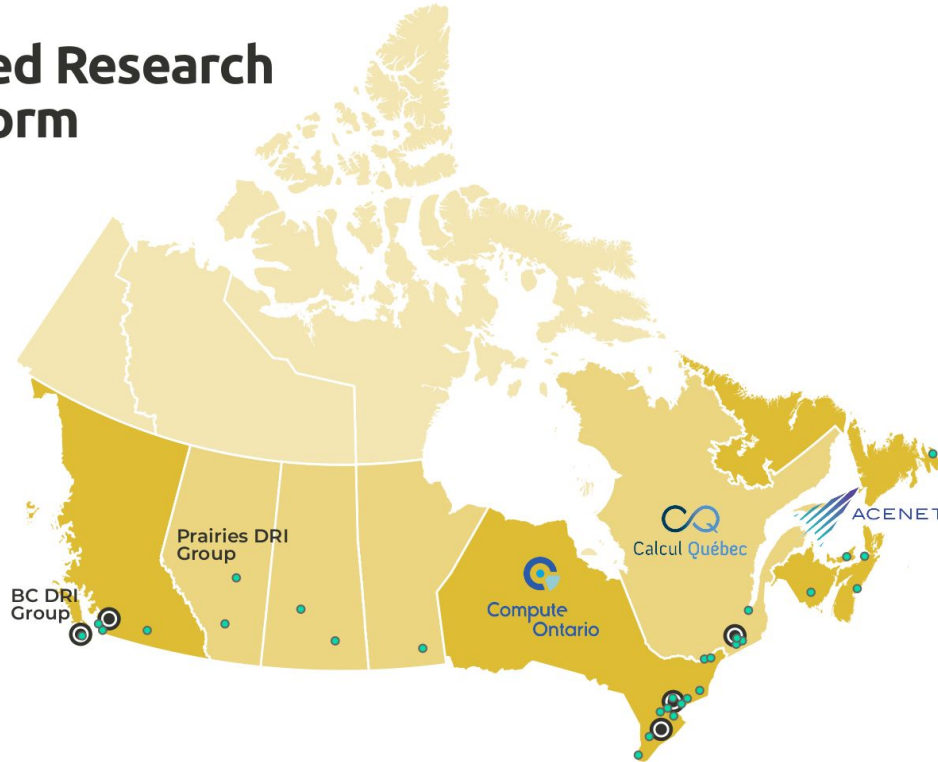 ed Research
orm
Prairies DRI
Group
BC DRI
Group
Compute
Ontario
Calcul Québec
ACENET